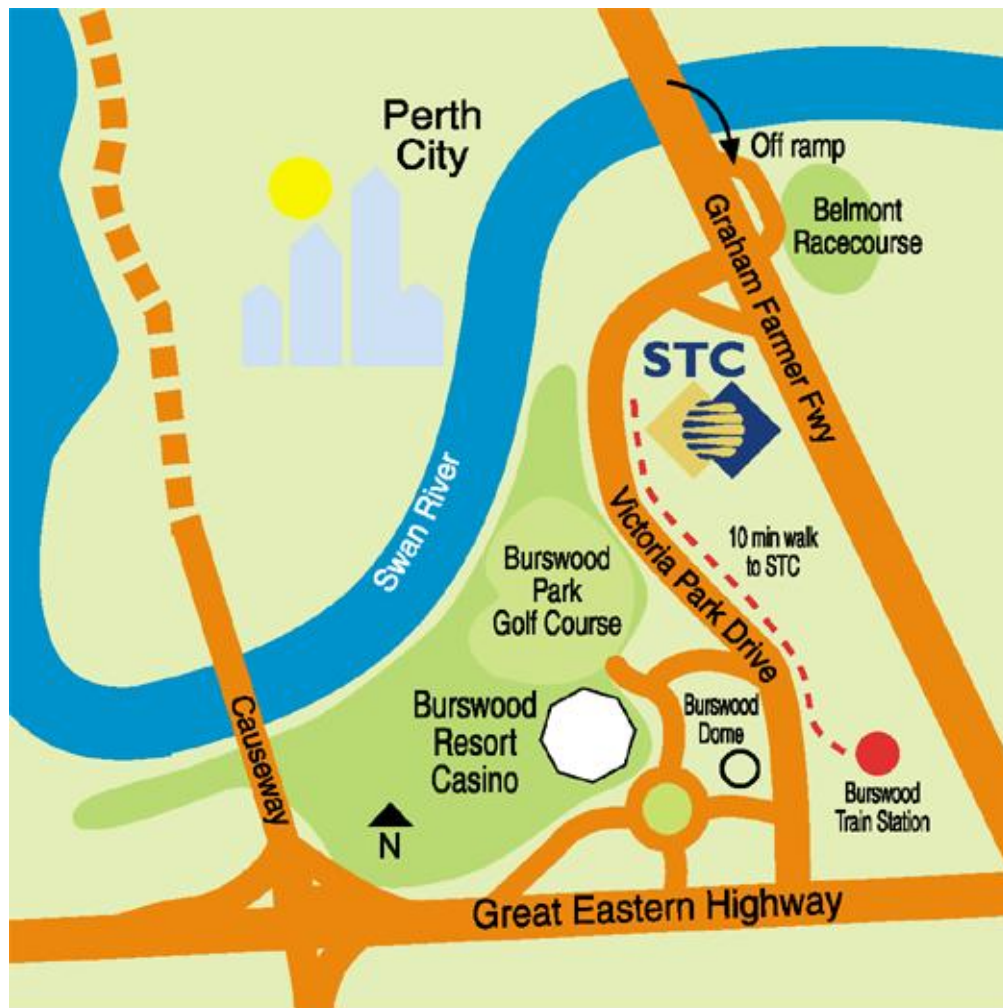 Perth
City
Off ramp
Belmont
Racecourse
Graham Farmer Fwy
STC
Swan River
Victoria Park Drive
10 min walk
to STC
Burswood
Park
Golf Course
Causeway
Burswood
Resort
Casino
Burswood
Dome
Burswood
Train Station
N
Great Eastern Highway